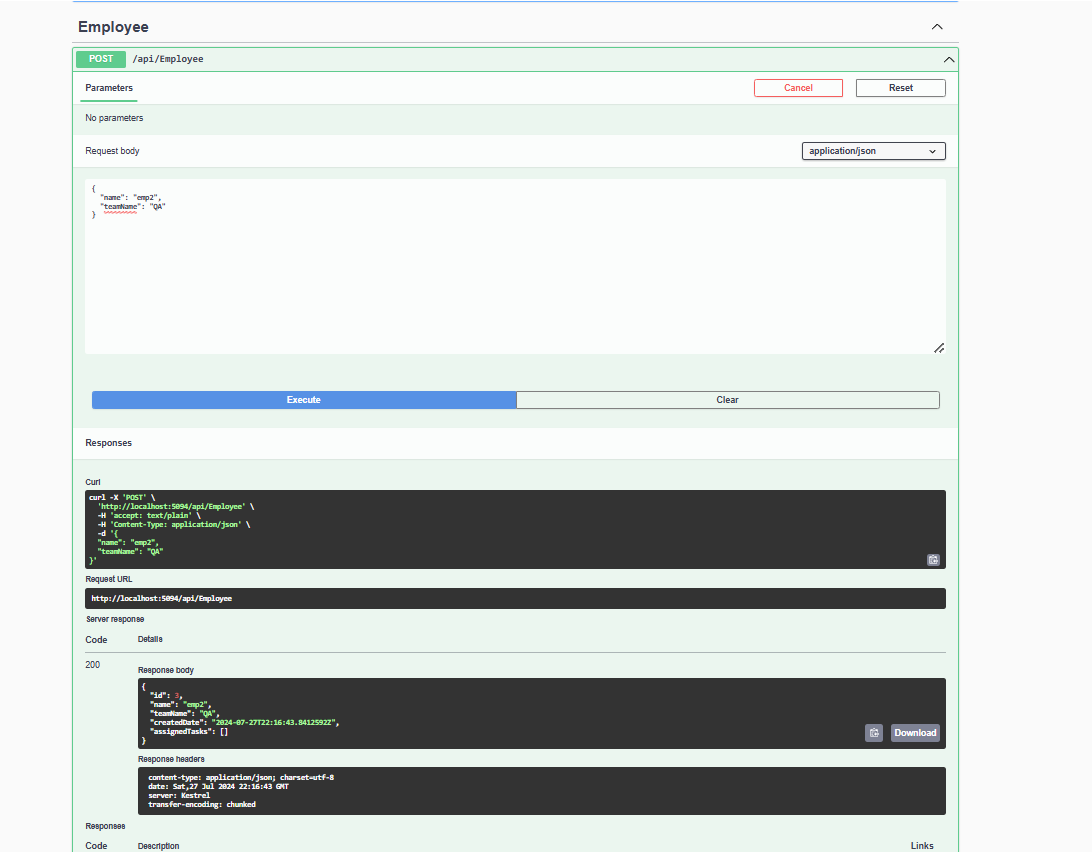 Employee
POST /api/Employee
Parameters
Cancel
Reset
No parameters
Request body
application/json
{
  "name": "emp2",
  "teamName": "QA"
}
Execute
Clear
Responses
Curl
curl -X 'POST' \
  'http://localhost:5094/api/Employee' \
  -H 'accept: text/plain' \
  -H 'Content-Type: application/json' \
  -d '{
  "name": "emp2",
  "teamName": "QA"
}'
Request URL
http://localhost:5094/api/Employee
Server response
Code Details
200
Response body
{
  "id": 3,
  "name": "emp2",
  "teamName": "QA",
  "createdDate": "2024-07-27T22:16:43.8412592Z",
  "assignedTasks": []
}
Download
Response headers
content-type: application/json; charset=utf-8
date: Sat,27 Jul 2024 22:16:43 GMT
server: Kestrel
transfer-encoding: chunked
Responses
Code Description Links